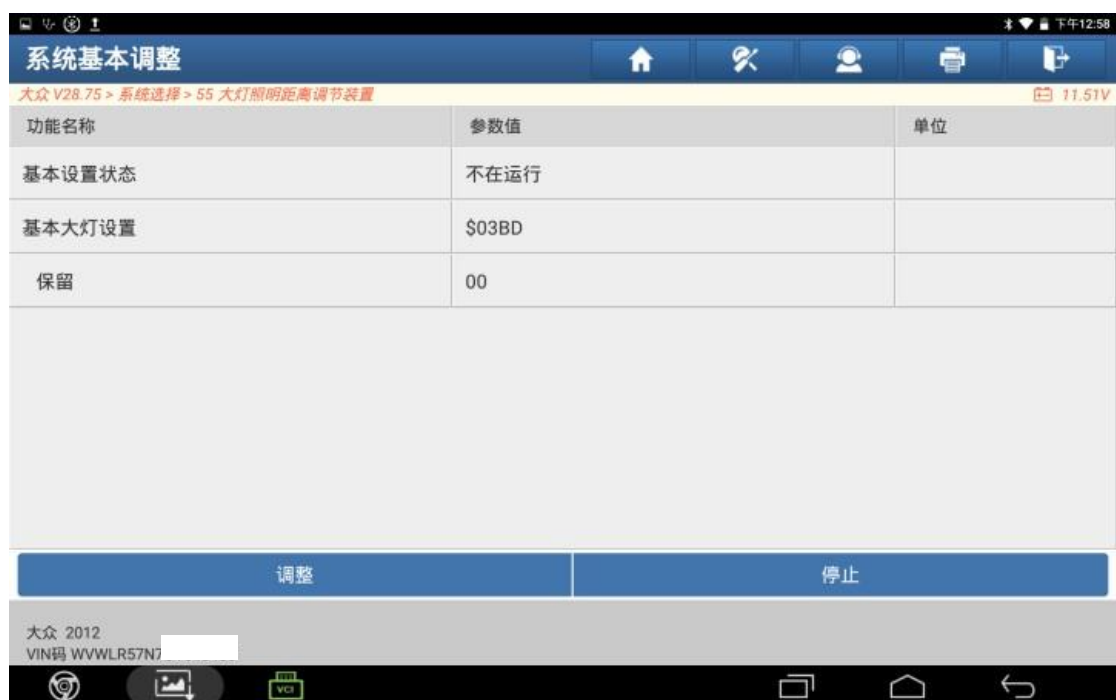 下午12:58
系统基本调整
大众 V28.75 > 系统选择 > 55 大灯照明距离调节装置 11.51V
功能名称 参数值 单位
基本设置状态 不在运行
基本大灯设置 $03BD
保留 00
调整 停止
大众 2012
VIN码 WVWLR57N7
VCI